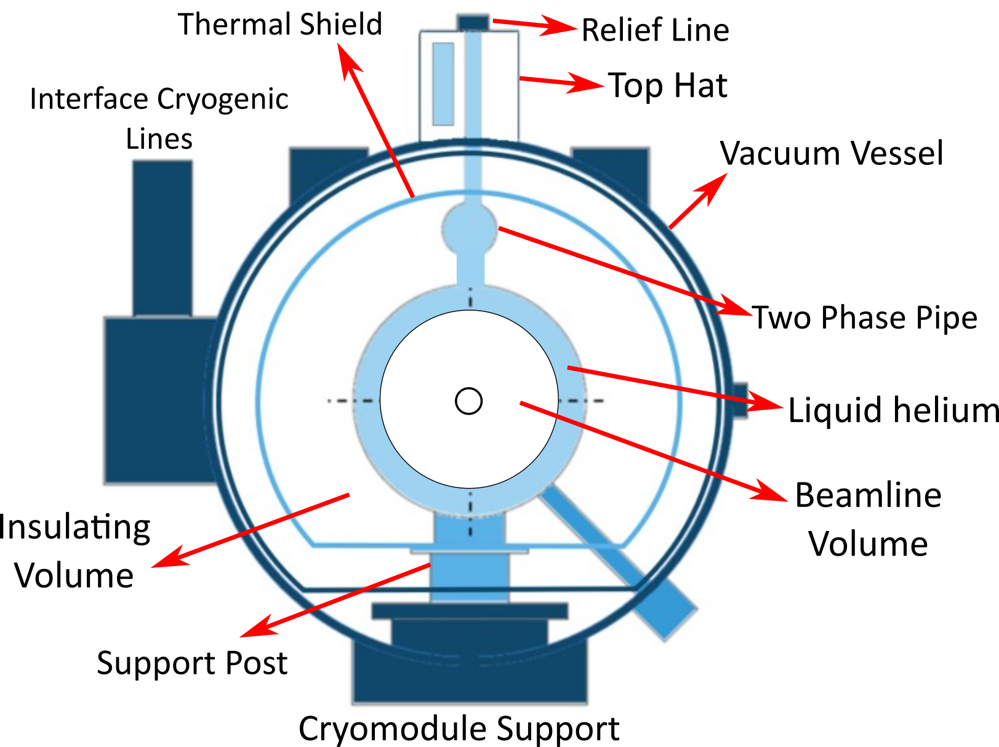 Thermal Shield
Relief Line
Top Hat
Interface Cryogenic
Lines
Vacuum Vessel
Two Phase Pipe
Liquid helium
Beamline
Volume
Insulating
Volume
Support Post
Cryomodule Support